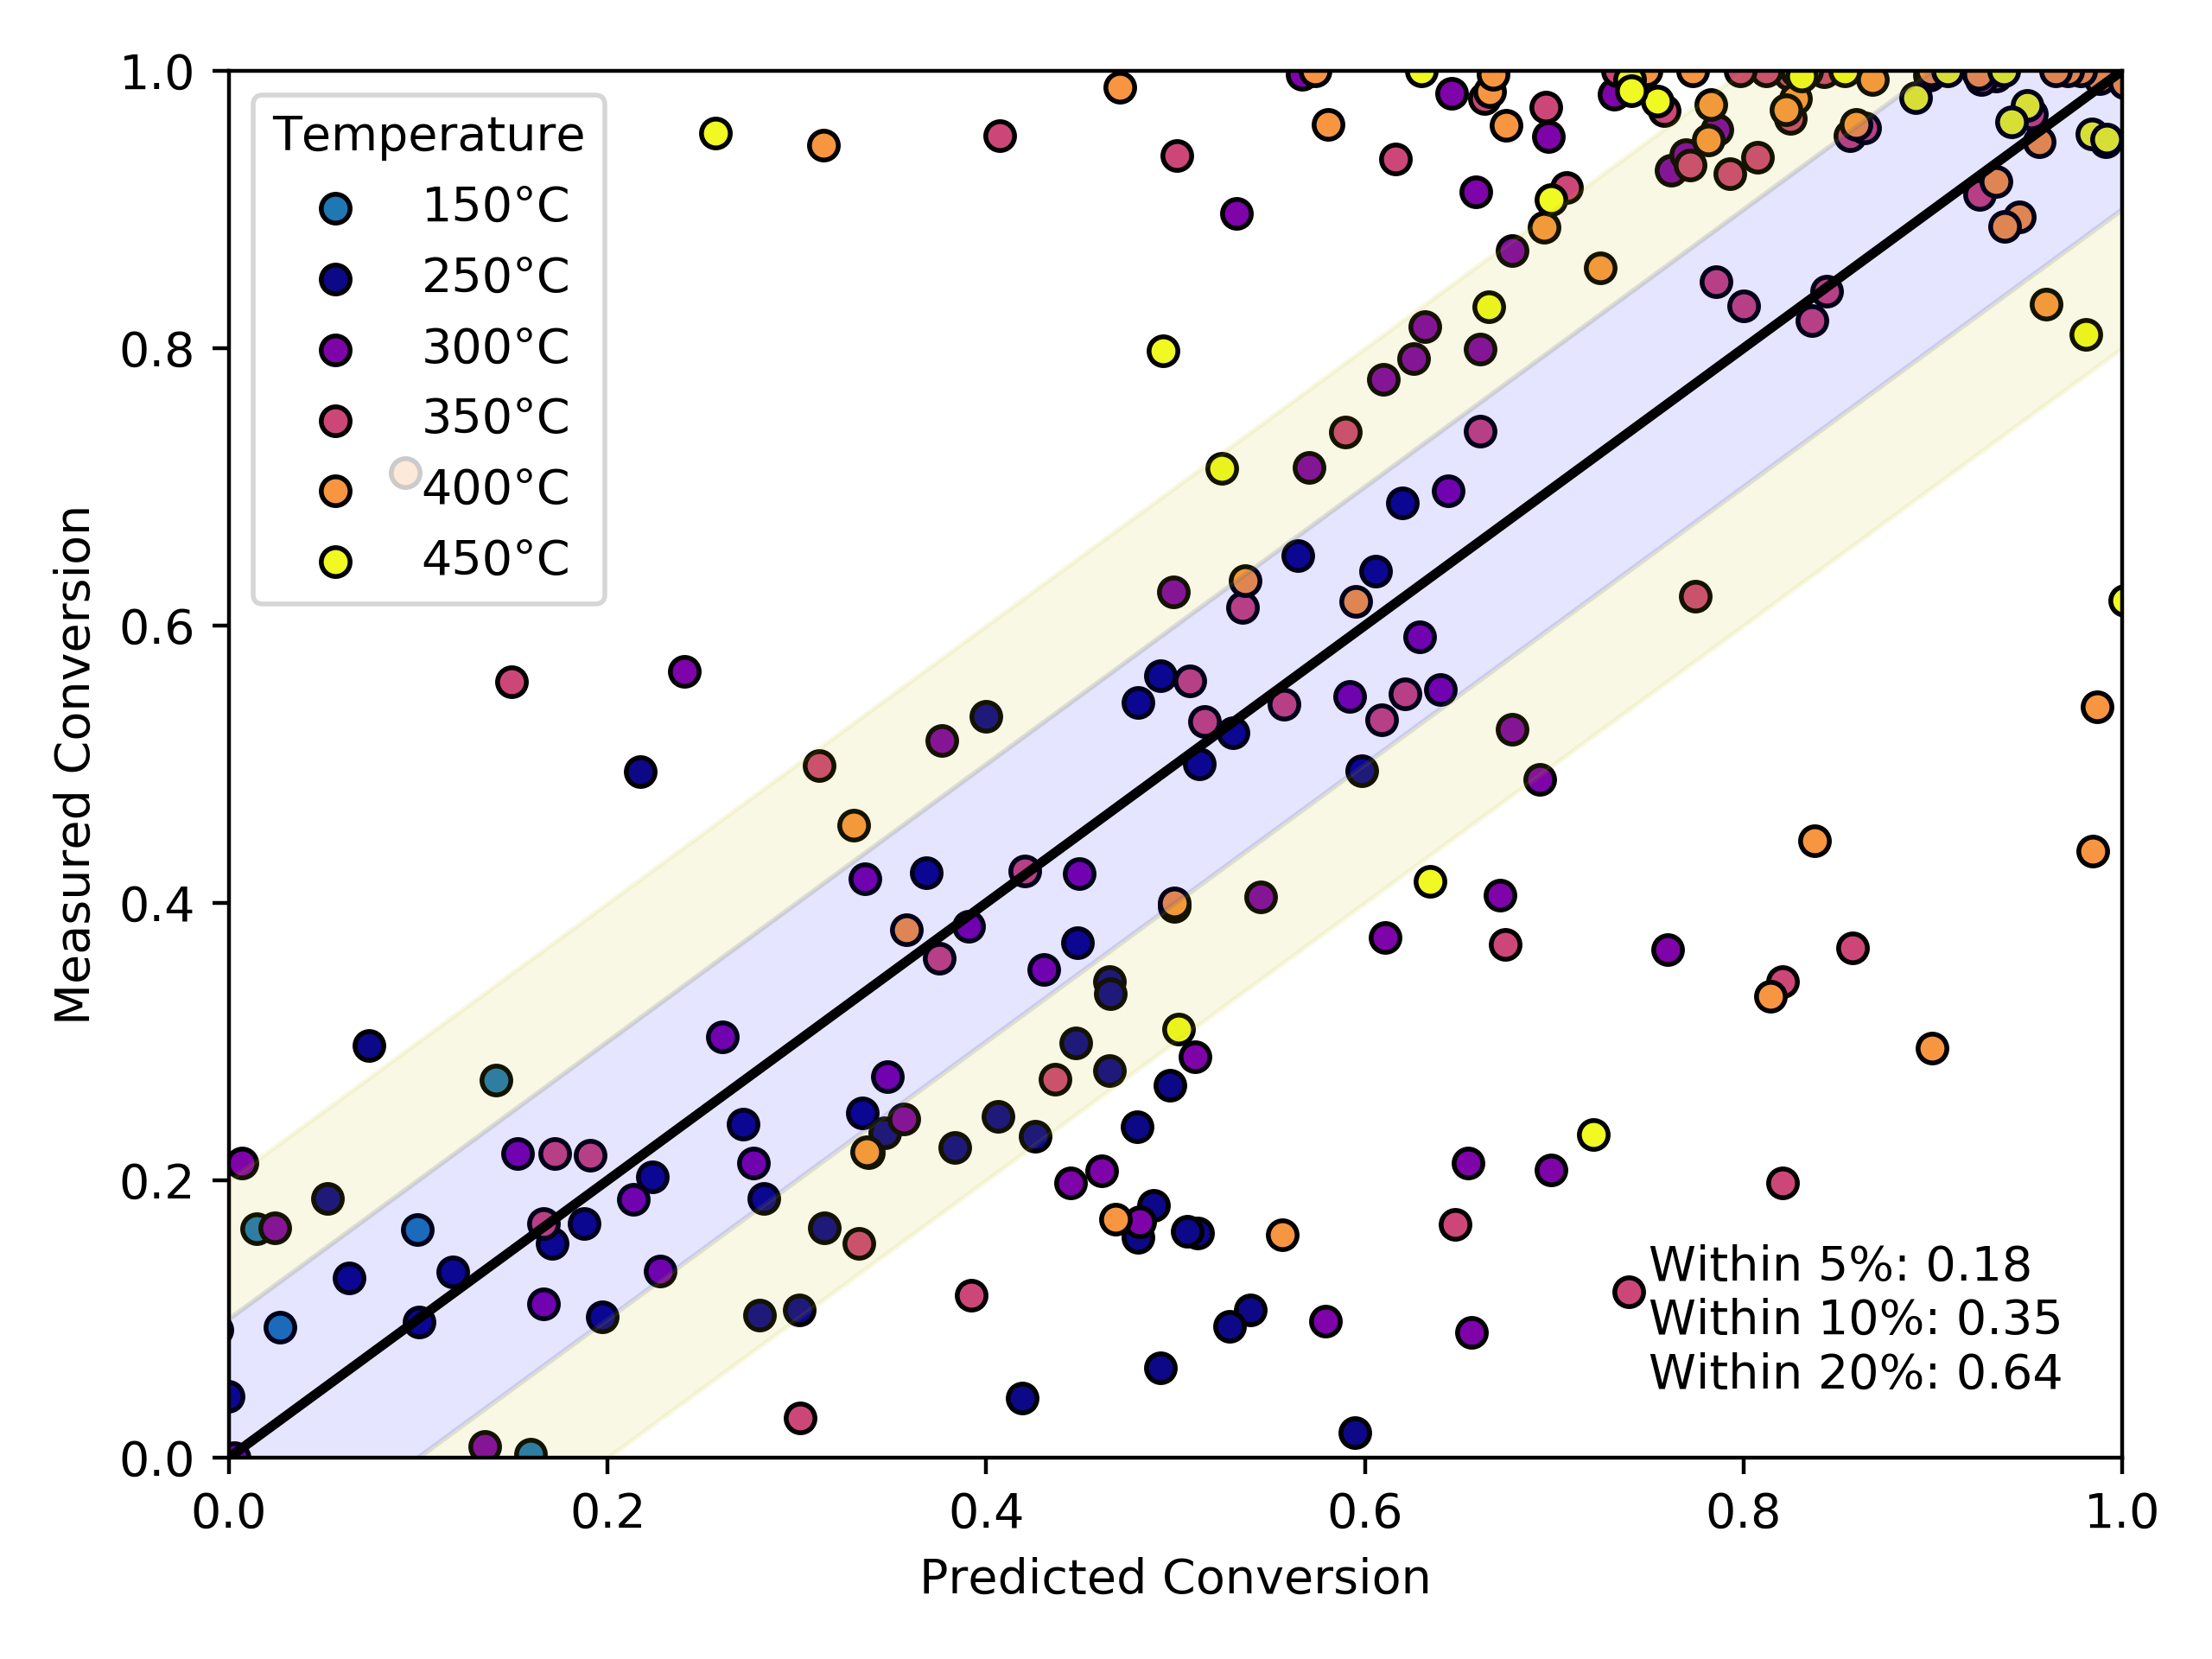 1.0
0.8
0.6
0.4
0.2
0.0
Measured Conversion
Temperature
150°C
250°C
300°C
350°C
400°C
450°C
Within 5%: 0.18
Within 10%: 0.35
Within 20%: 0.64
0.0 0.2 0.4 0.6 0.8 1.0
Predicted Conversion